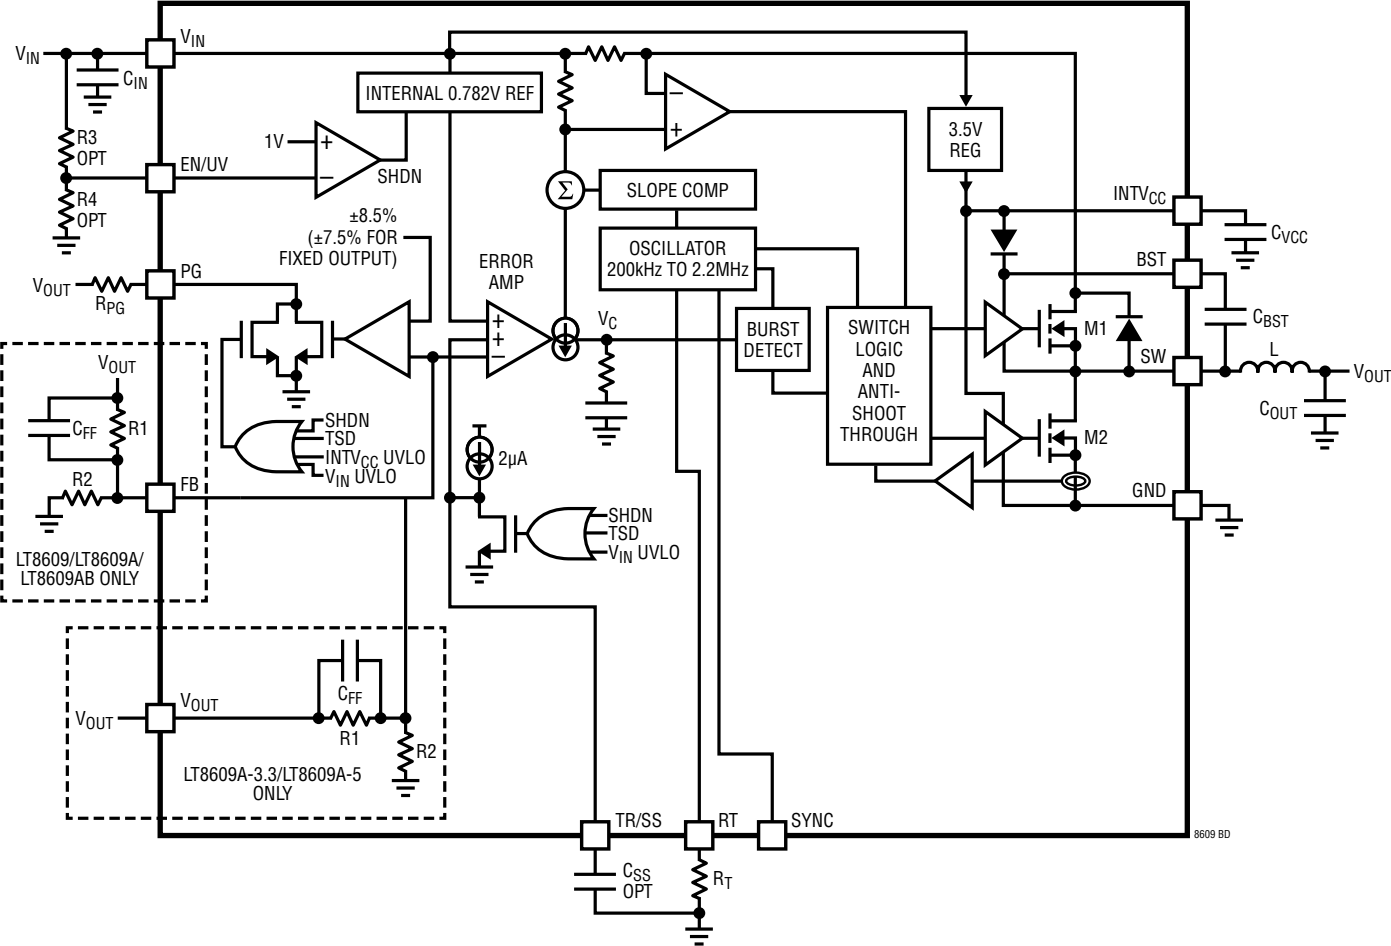 VIN
VIN
CIN
R3
OPT
EN/UV
R4
OPT
1V
+
−
SHDN
INTERNAL 0.782V REF
−
+
3.5V
REG
Σ
SLOPE COMP
OSCILLATOR
200kHz TO 2.2MHz
INTVCC
CVCC
BST
CBST
±8.5%
(±7.5% FOR
FIXED OUTPUT)
PG
VOUT
RPG
ERROR
AMP
+
+
−
VC
BURST
DETECT
SWITCH
LOGIC
AND
ANTI-
SHOOT
THROUGH
M1
SW
L
VOUT
COUT
M2
GND
VOUT
CFF
R1
R2
FB
LT8609/LT8609A/
LT8609AB ONLY
SHDN
TSD
INTVCC UVLO
VIN UVLO
2µA
SHDN
TSD
VIN UVLO
VOUT
VOUT
CFF
R1
R2
LT8609A-3.3/LT8609A-5
ONLY
TR/SS
RT
SYNC
8609 BD
CSS
OPT
RT